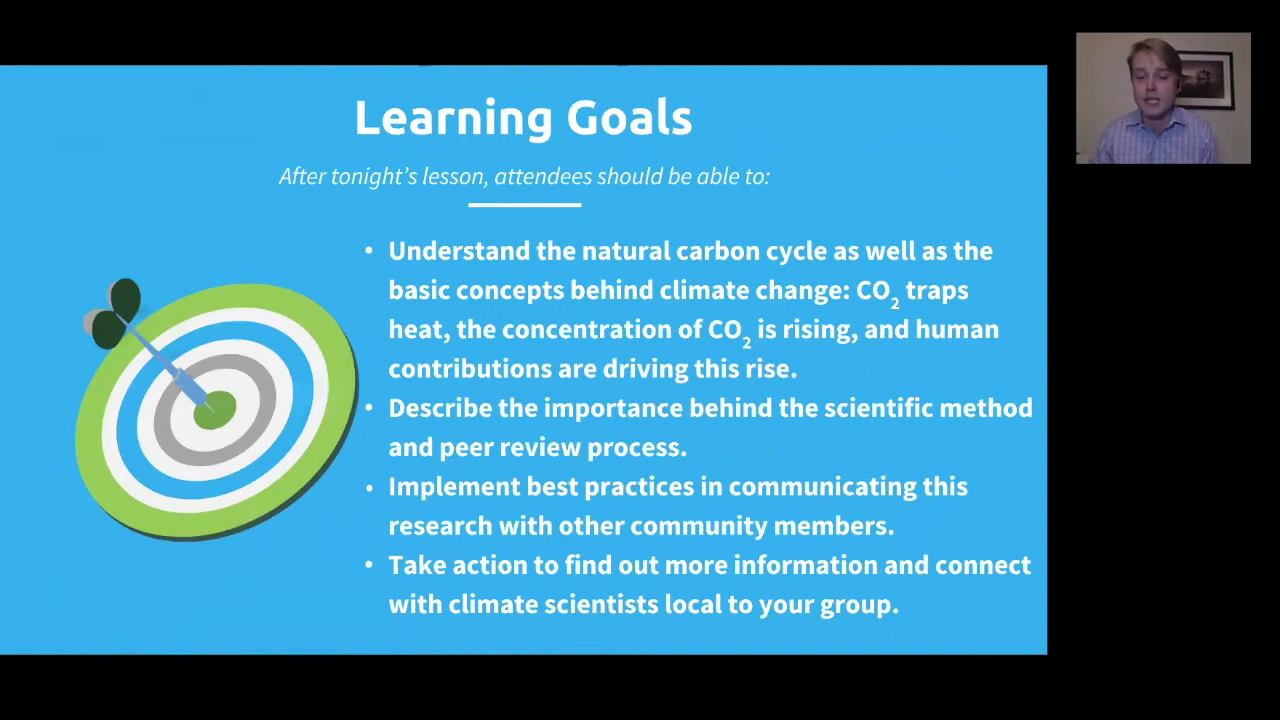 Learning Goals
After tonight's lesson, attendees should be able to:
• Understand the natural carbon cycle as well as the
basic concepts behind climate change: CO₂ traps
heat, the concentration of CO₂ is rising, and human
contributions are driving this rise.
• Describe the importance behind the scientific method
and peer review process.
• Implement best practices in communicating this
research with other community members.
• Take action to find out more information and connect
with climate scientists local to your group.